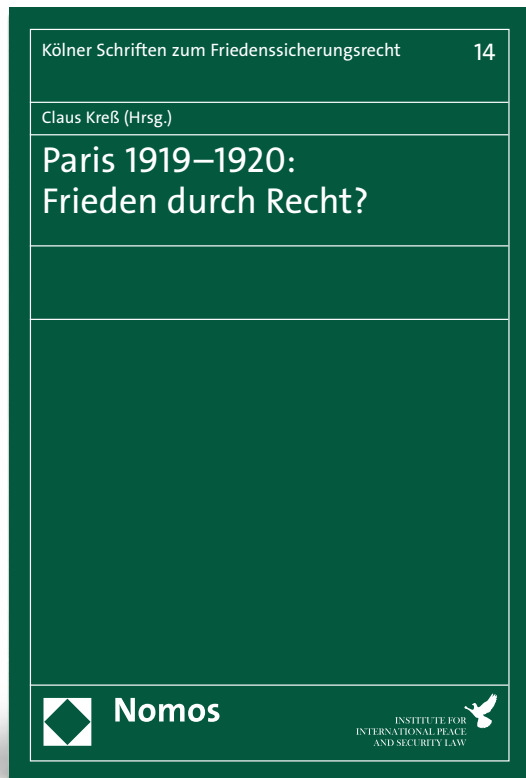 Kölner Schriften zum Friedenssicherungsrecht 14
Claus Kreß (Hrsg.)
Paris 1919–1920:
Frieden durch Recht?
Nomos
INSTITUTE FOR
INTERNATIONAL PEACE
AND SECURITY LAW